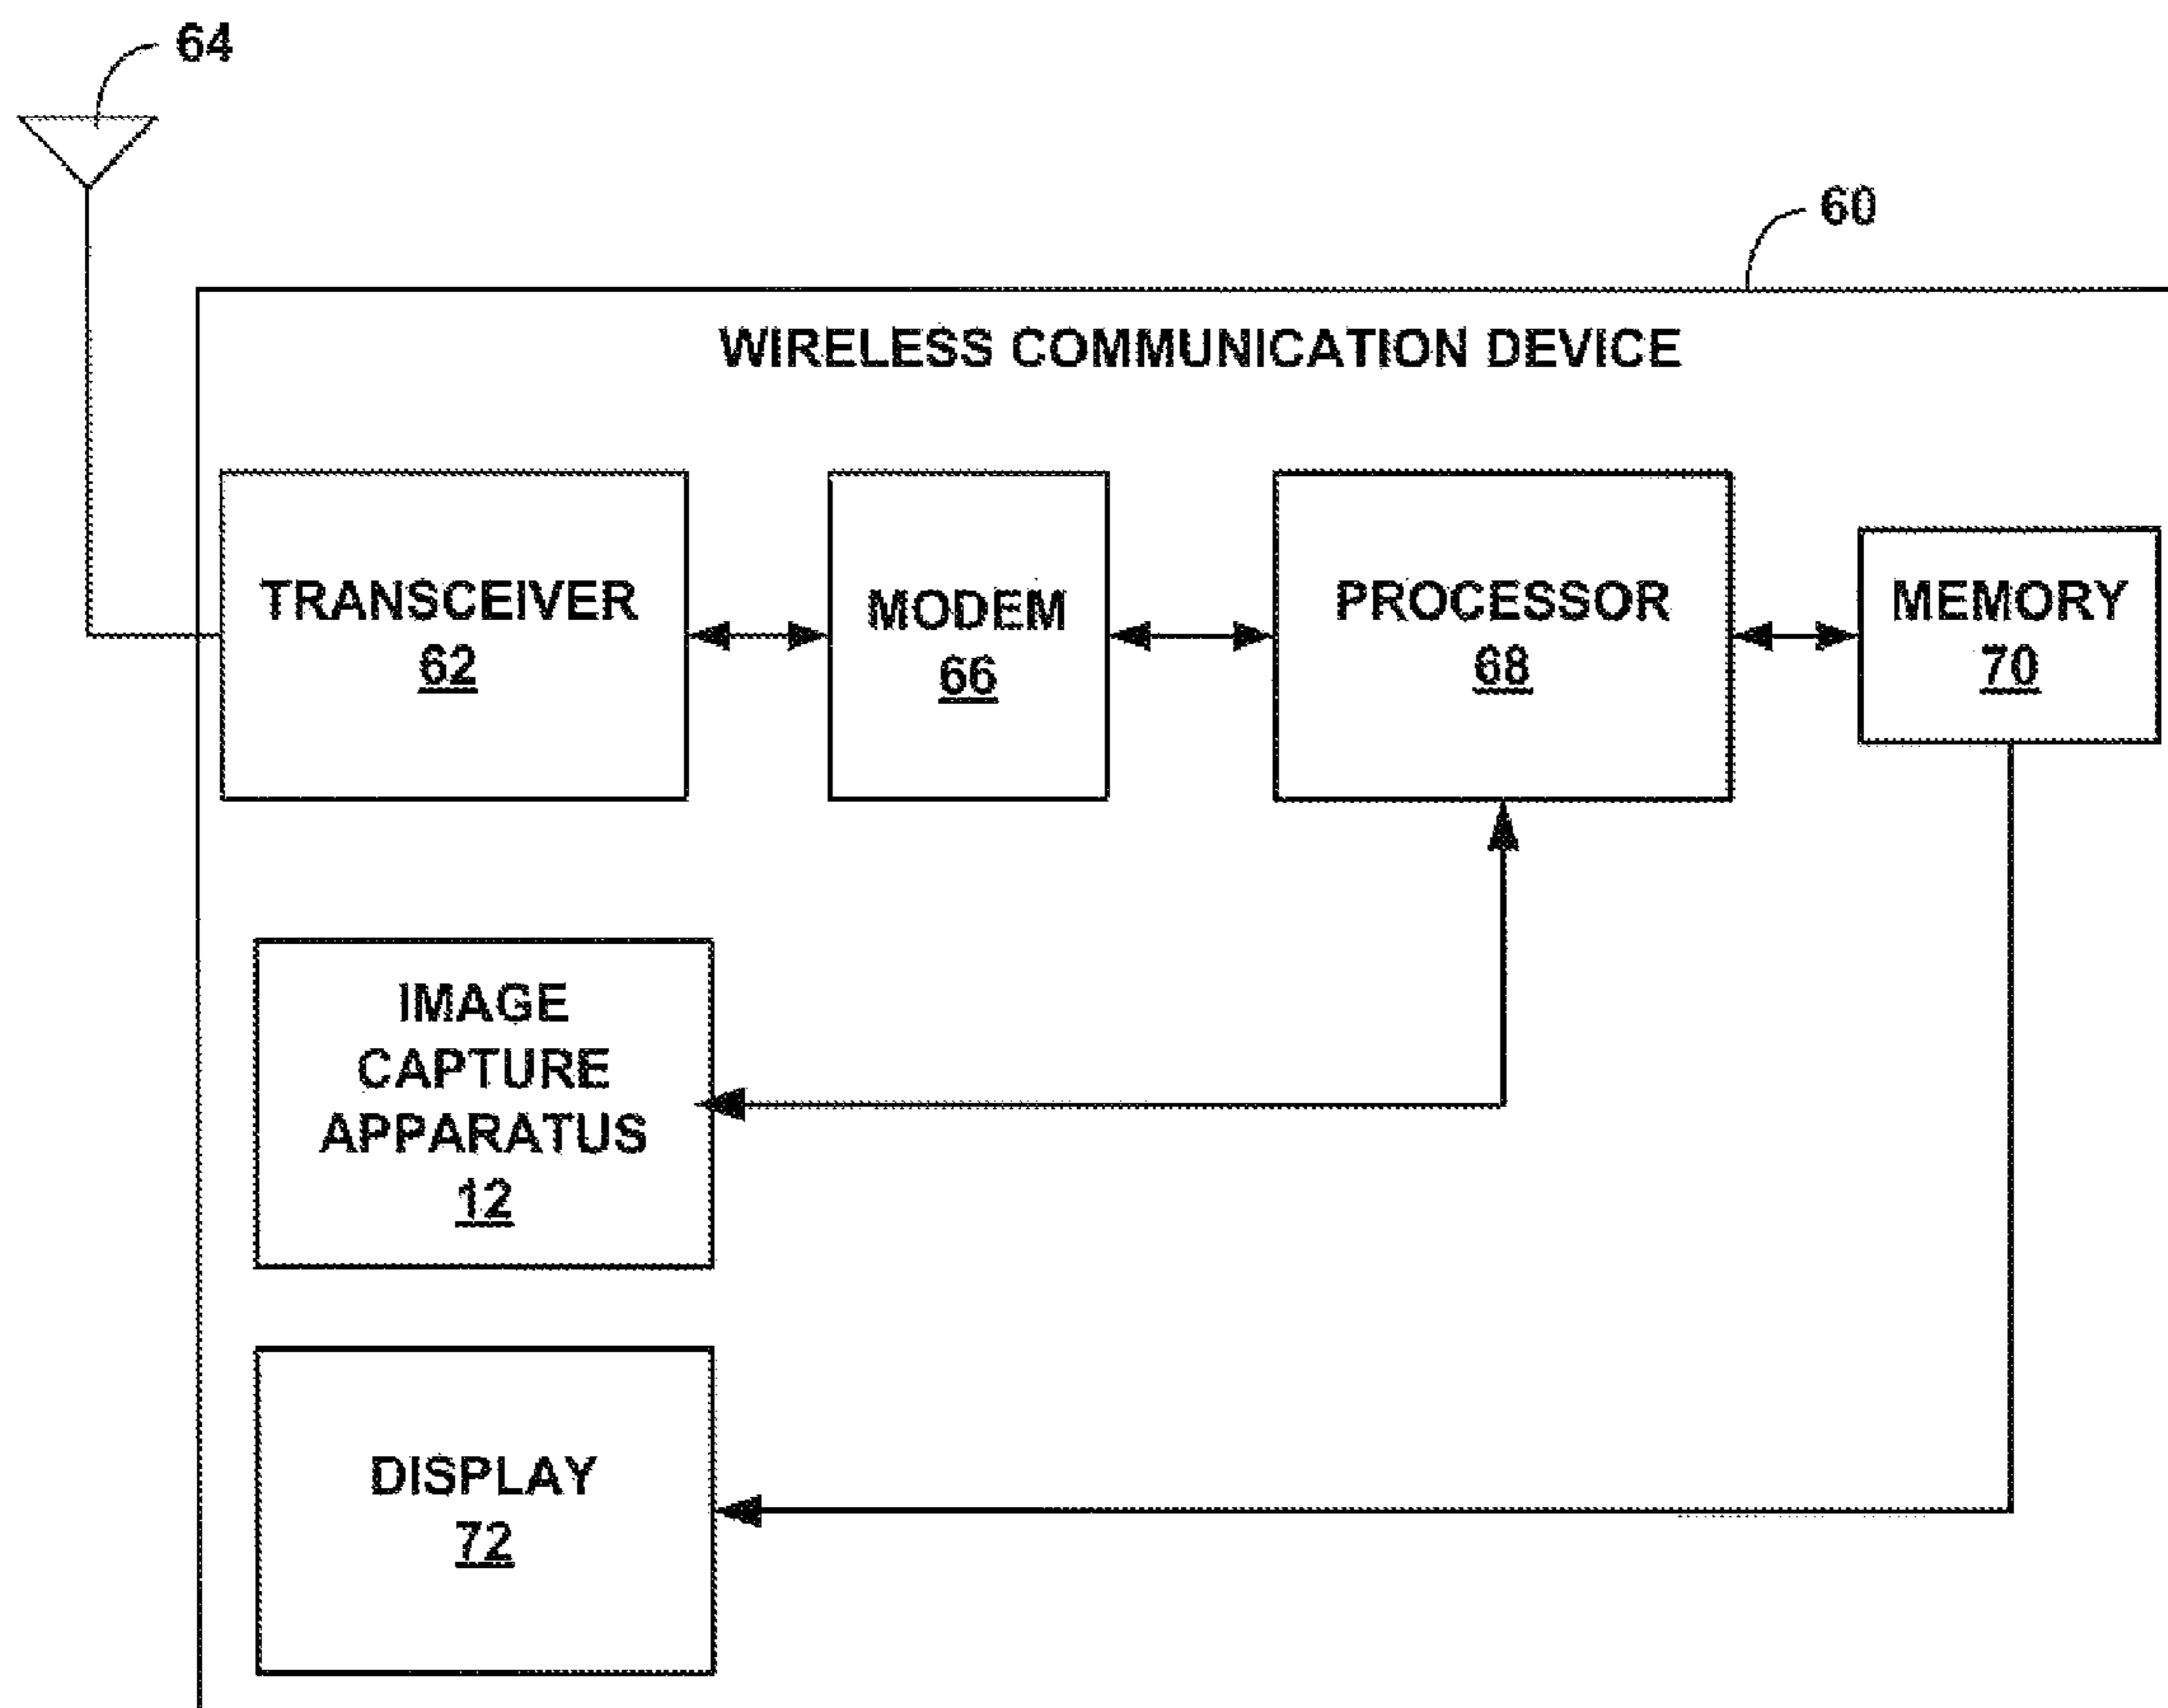 64
60
WIRELESS COMMUNICATION DEVICE
TRANSCEIVER
62
MODEM
66
PROCESSOR
68
MEMORY
70
IMAGE
CAPTURE
APPARATUS
12
DISPLAY
72